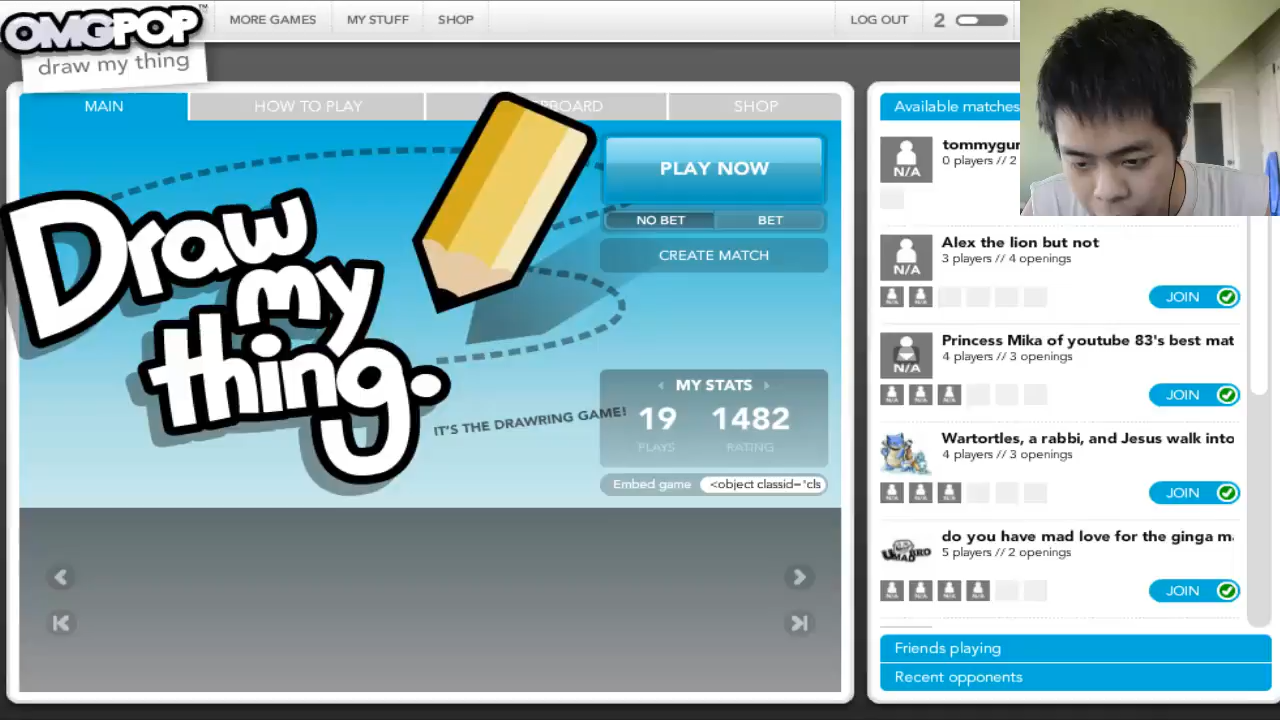 OMGPOP™
draw my thing
MORE GAMES
MY STUFF
SHOP
LOG OUT
2
MAIN
HOW TO PLAY
SHOP
Draw
my
thing.
IT'S THE DRAWRING GAME!
PLAY NOW
NO BET
BET
CREATE MATCH
MY STATS
19 1482
PLAYS RATING
Embed game <object classid='cls
Available matches
N/A
0 players // 2
Alex the lion but not
N/A
3 players // 4 openings
JOIN
Princess Mika of youtube 83's best mat
N/A
4 players // 3 openings
JOIN
Wartortles, a rabbi, and Jesus walk into
4 players // 3 openings
JOIN
do you have mad love for the ginga
UMADBRO
5 players // 2 openings
JOIN
Friends playing
Recent opponents